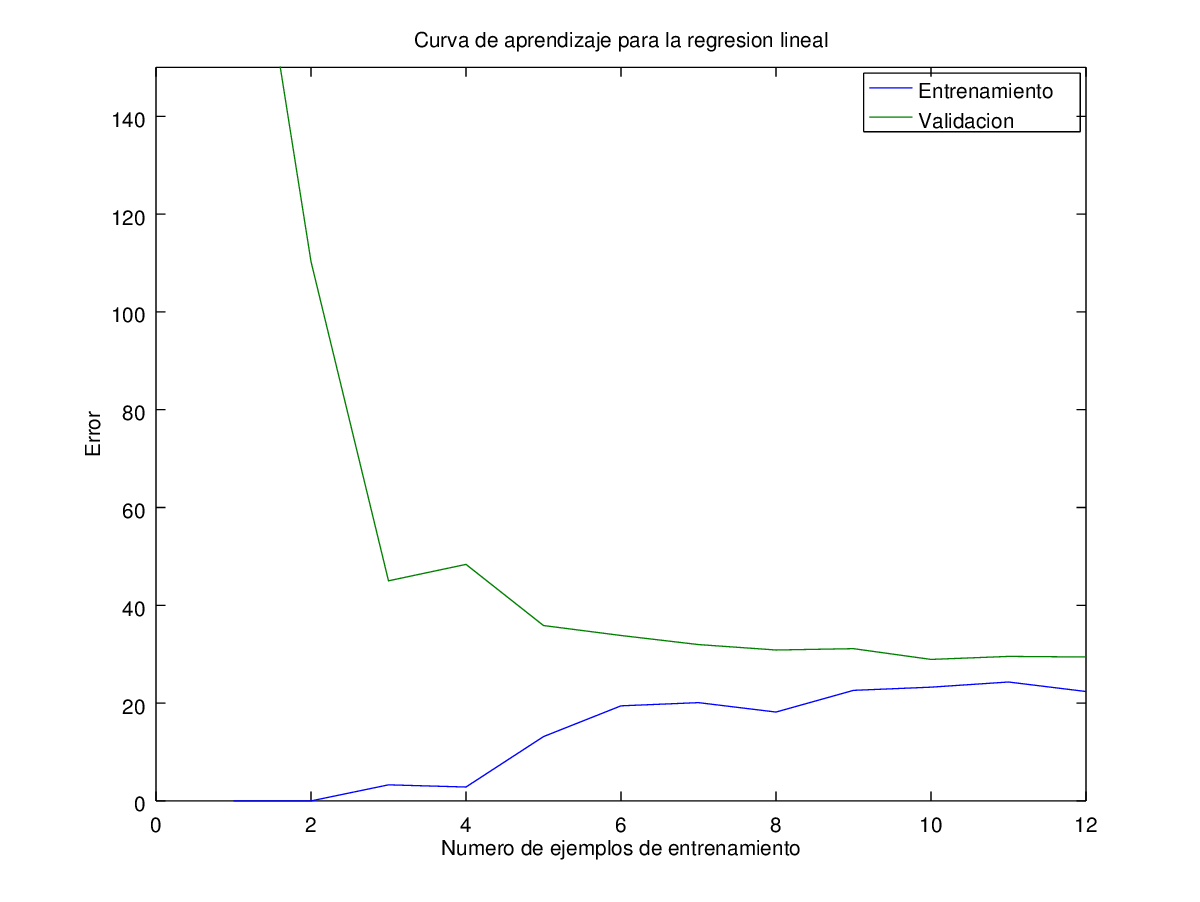 Curva de aprendizaje para la regresion lineal
Entrenamiento
Validacion
140
120
100
80
60
40
20
0
Error
0 2 4 6 8 10 12
Numero de ejemplos de entrenamiento